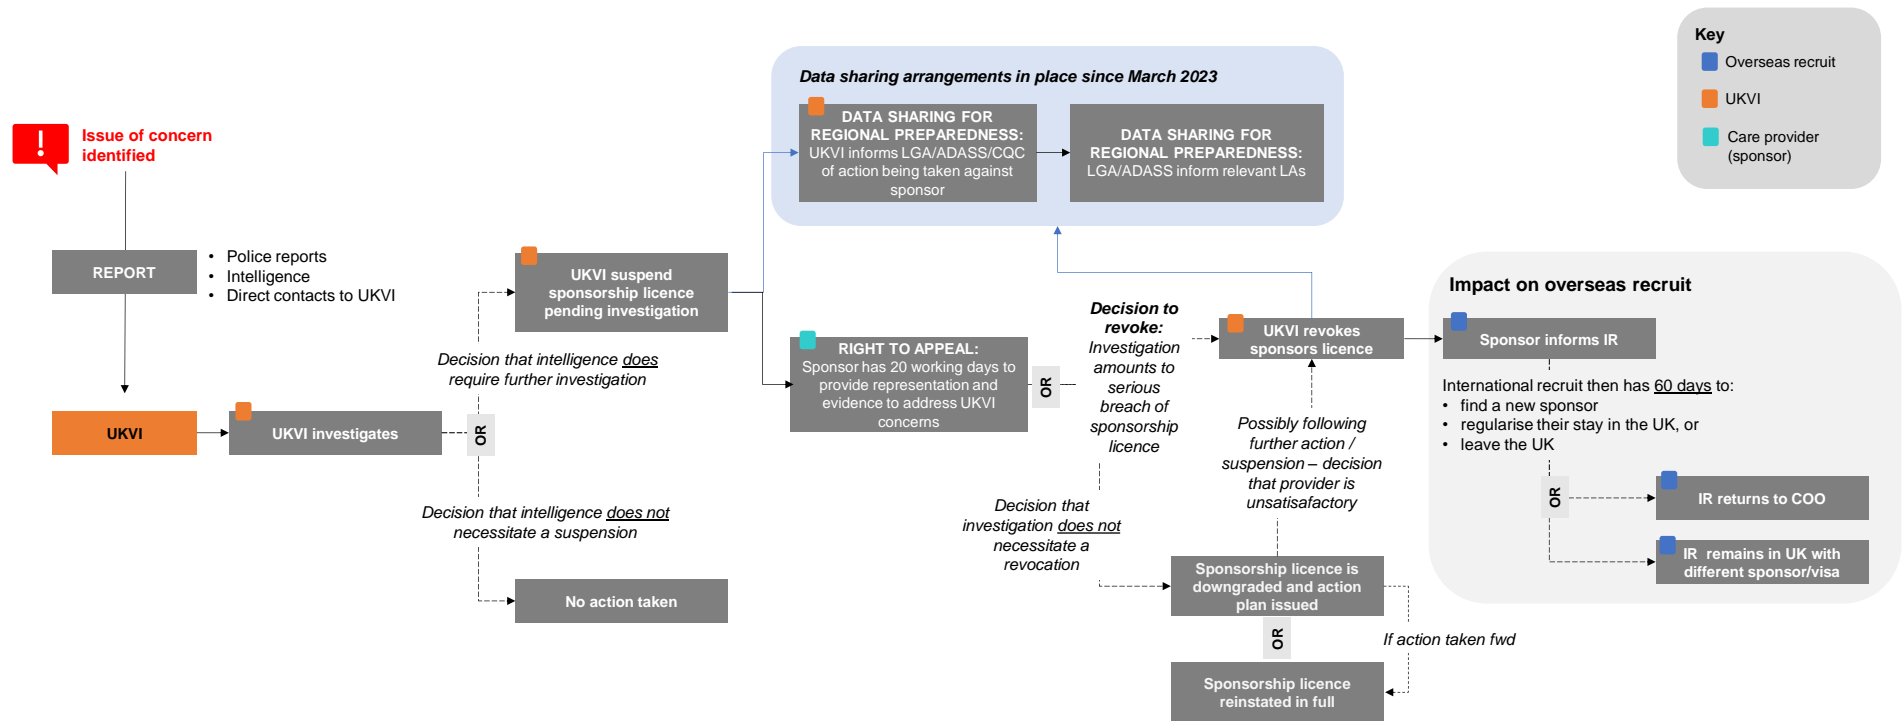 Key
Overseas recruit
UKVI
Care provider
(sponsor)
Data sharing arrangements in place since March 2023
DATA SHARING FOR
REGIONAL PREPAREDNESS:
UKVI informs LGA/ADASS/CQC
of action being taken against
sponsor
DATA SHARING FOR
REGIONAL PREPAREDNESS:
LGA/ADASS inform relevant LAs
!
Issue of concern
identified
REPORT
• Police reports
• Intelligence
• Direct contacts to UKVI
UKVI
UKVI investigates
OR
Decision that intelligence does
require further investigation
Decision that intelligence does not
necessitate a suspension
UKVI suspend
sponsorship licence
pending investigation
No action taken
RIGHT TO APPEAL:
Sponsor has 20 working days to
provide representation and
evidence to address UKVI
concerns
OR
Decision to
revoke:
Investigation
amounts to
serious
breach of
sponsorship
licence
Decision that
investigation does not
necessitate a
revocation
UKVI revokes
sponsors licence
Possibly following
further action /
suspension – decision
that provider is
unsatisafactory
Sponsorship licence is
downgraded and action
plan issued
OR
If action taken fwd
Sponsorship licence
reinstated in full
Impact on overseas recruit
Sponsor informs IR
International recruit then has 60 days to:
• find a new sponsor
• regularise their stay in the UK, or
• leave the UK
OR
IR returns to COO
IR remains in UK with
different sponsor/visa